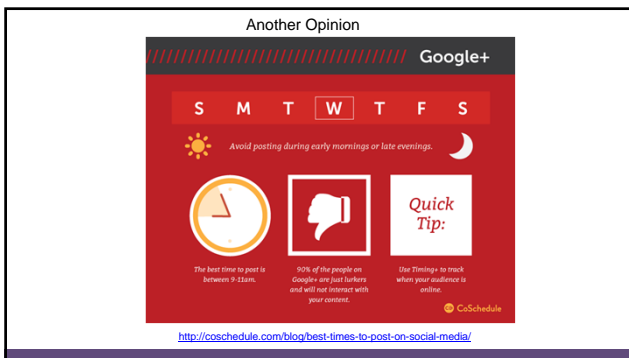 Another Opinion
Google+
S M T W T F S
Avoid posting during early mornings or late evenings.
The best time to post is
between 9-11am.
90% of the people on
Google+ are just lurkers
and will not interact with
your content.
Quick
Tip:
Use Timing+ to track
when your audience is
online.
CoSchedule
http://coschedule.com/blog/best-times-to-post-on-social-media/